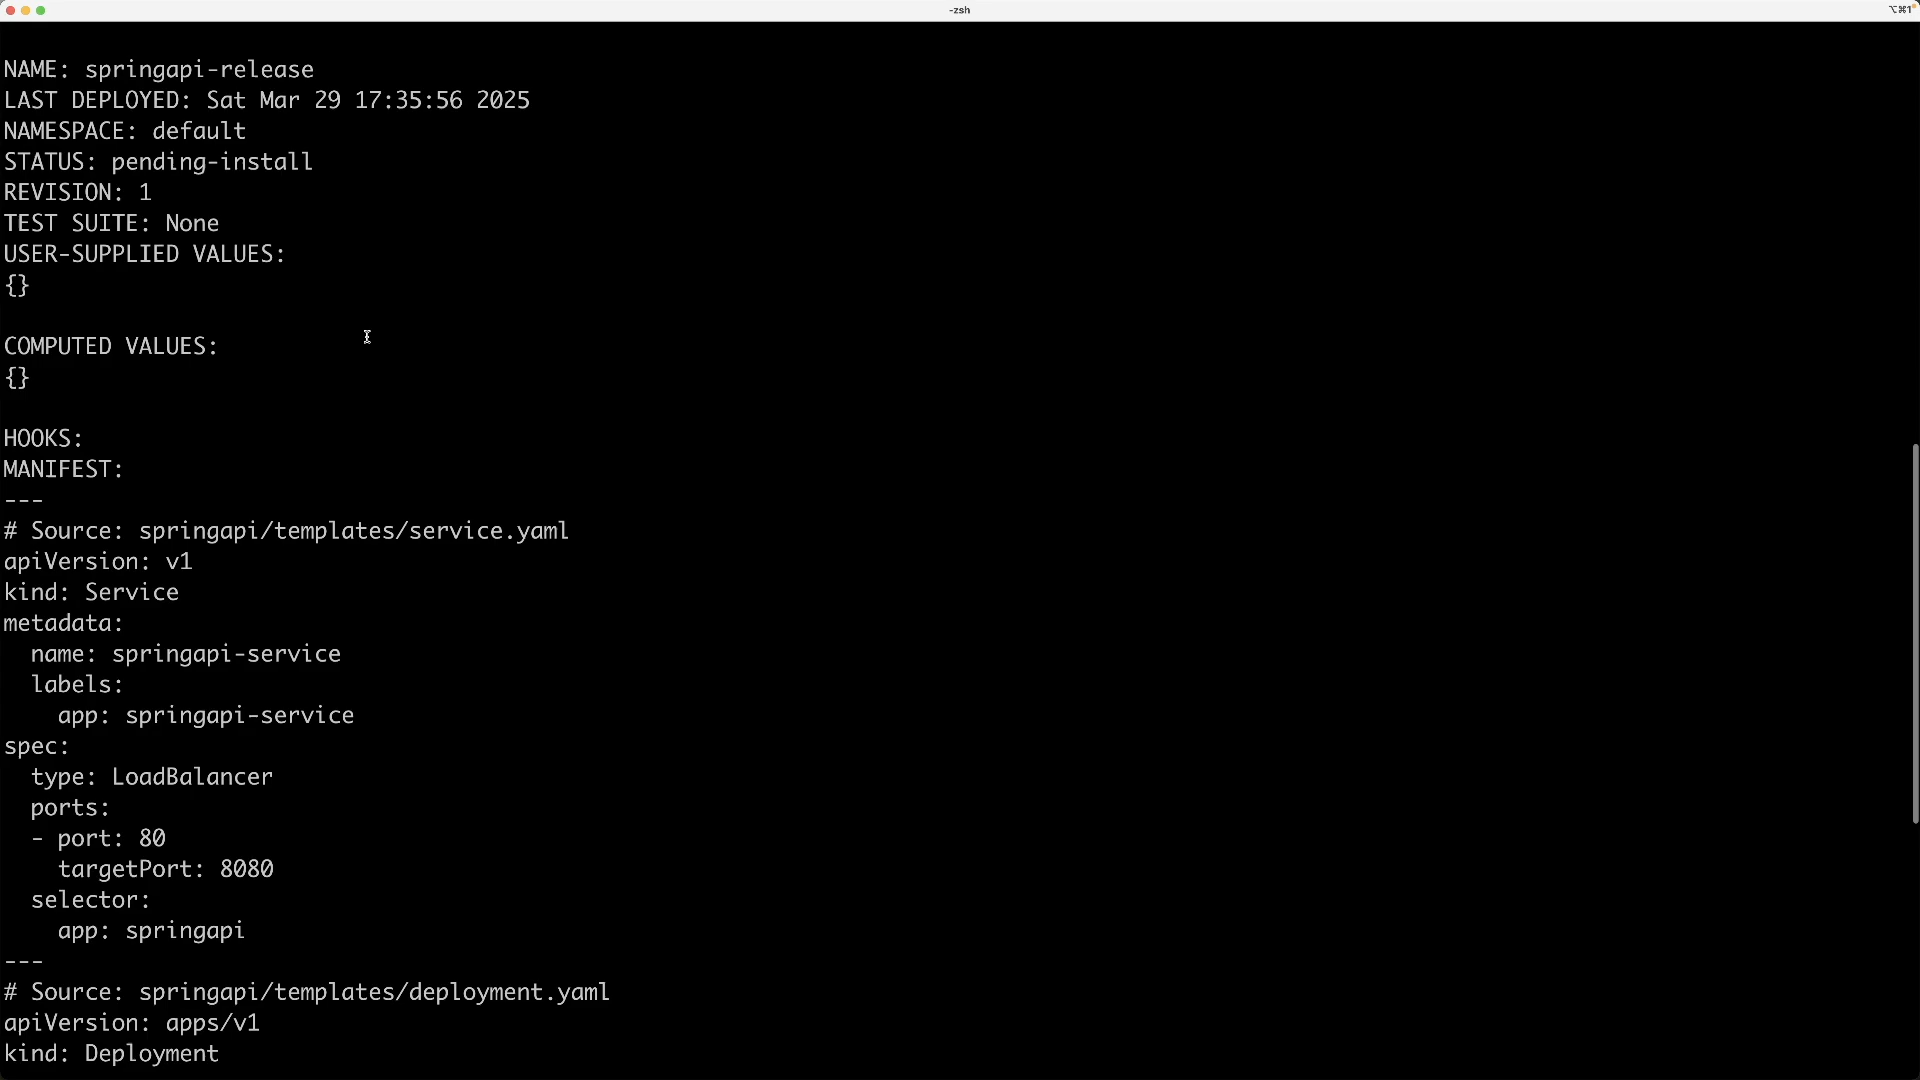 -zsh
⌥⌘1
NAME: springapi-release
LAST DEPLOYED: Sat Mar 29 17:35:56 2025
NAMESPACE: default
STATUS: pending-install
REVISION: 1
TEST SUITE: None
USER-SUPPLIED VALUES:
{}
COMPUTED VALUES:
{}
HOOKS:
MANIFEST:
---
# Source: springapi/templates/service.yaml
apiVersion: v1
kind: Service
metadata:
  name: springapi-service
  labels:
    app: springapi-service
spec:
  type: LoadBalancer
  ports:
  - port: 80
    targetPort: 8080
  selector:
    app: springapi
---
# Source: springapi/templates/deployment.yaml
apiVersion: apps/v1
kind: Deployment